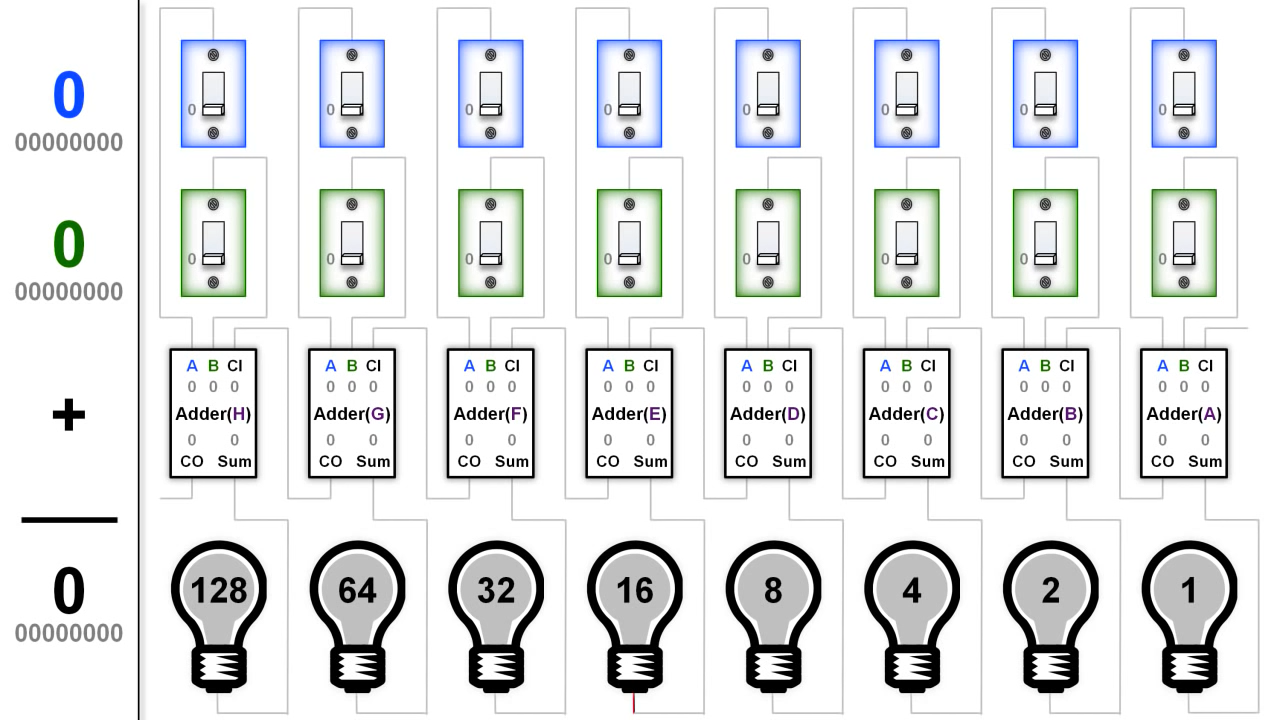 0
00000000
0 0 0 0 0 0 0 0
0
00000000
0 0 0 0 0 0 0 0
A B CI A B CI A B CI A B CI A B CI A B CI A B CI A B CI
0 0 0 0 0 0 0 0 0 0 0 0 0 0 0 0 0 0 0 0 0 0 0 0
+
Adder(H) Adder(G) Adder(F) Adder(E) Adder(D) Adder(C) Adder(B) Adder(A)
0 0 0 0 0 0 0 0 0 0 0 0 0 0 0 0
CO Sum CO Sum CO Sum CO Sum CO Sum CO Sum CO Sum CO Sum
0
00000000
128 64 32 16 8 4 2 1